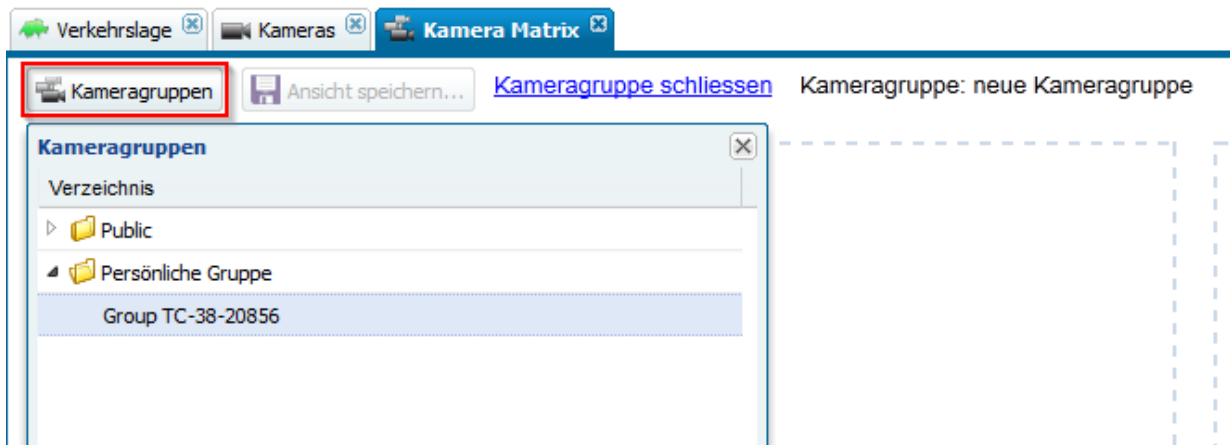 Verkehrslage Kameras Kamera Matrix
Kameragruppen Ansicht speichern... Kameragruppe schliessen Kameragruppe: neue Kameragruppe
Kameragruppen
Verzeichnis
Public
Persönliche Gruppe
Group TC-38-20856